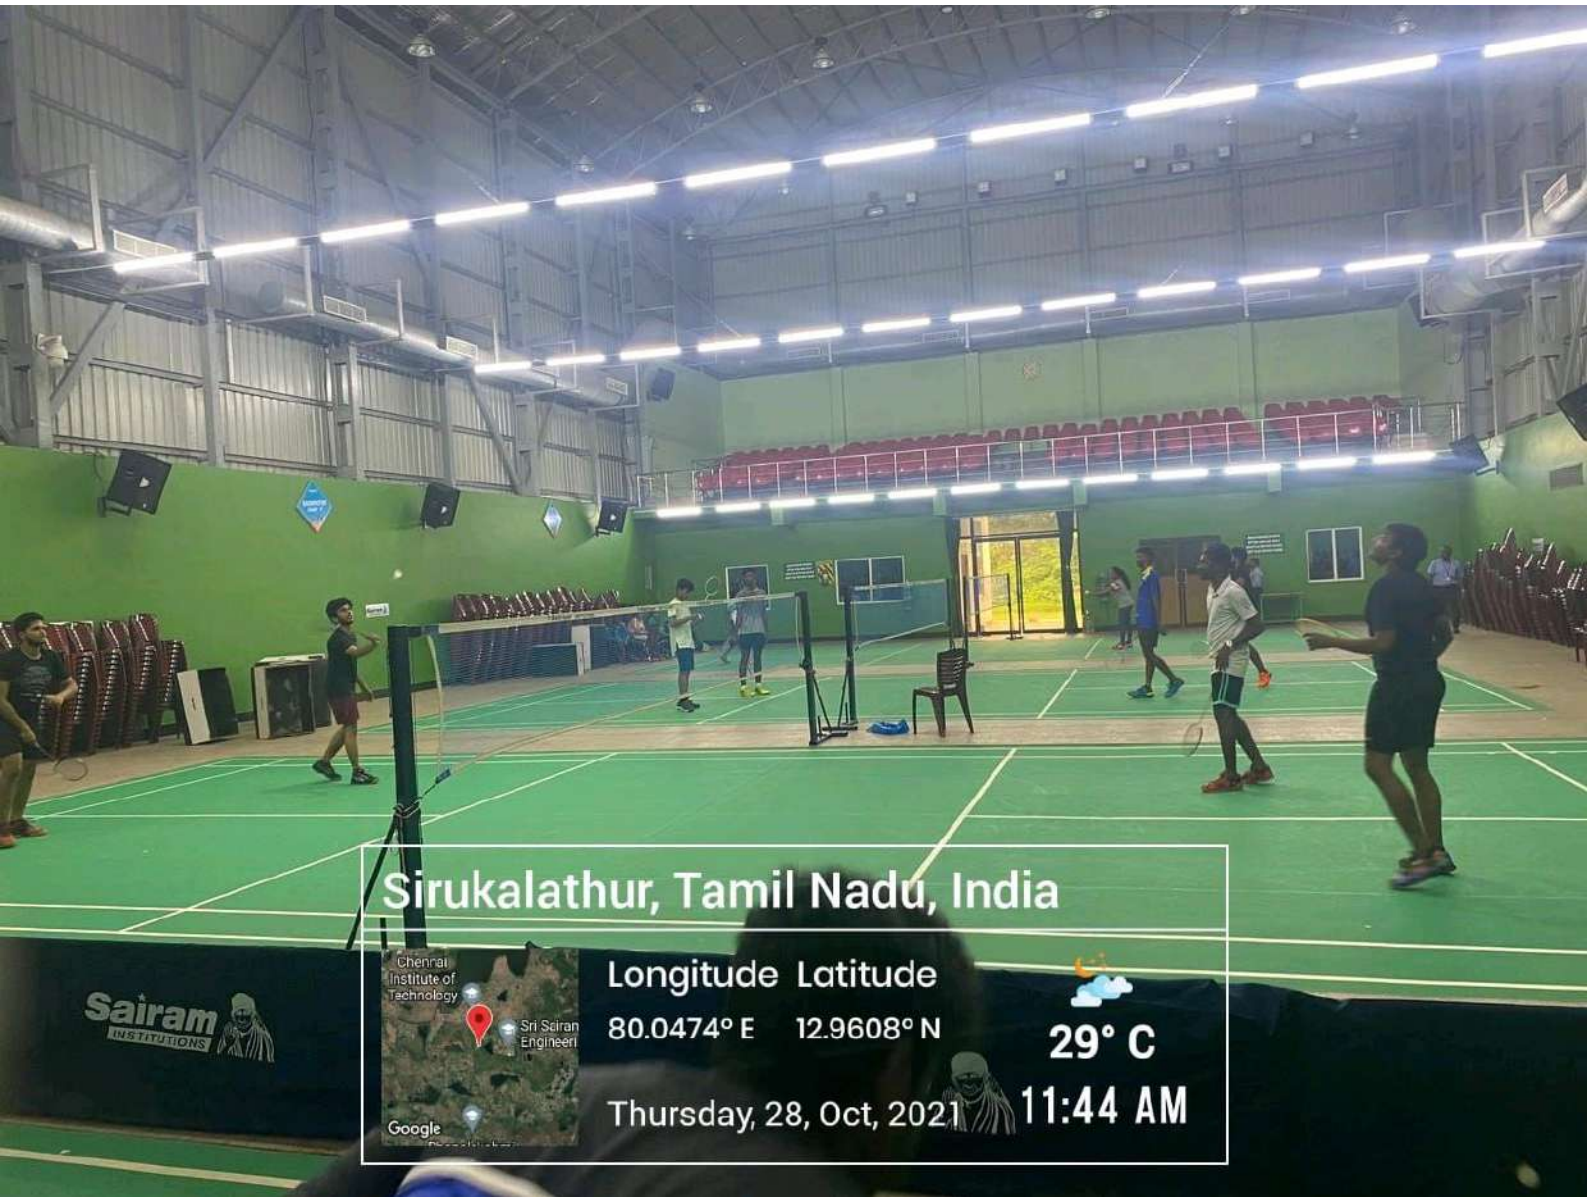 Sairam
Sirukalathur, Tamil Nadu, India
Chennai
Institute of
Technology
Sri Sairan
Engineeri
Google
Longitude Latitude
80.0474° E 12.9608° N
Thursday, 28, Oct, 2021
29° C
11:44 AM
Sairam
INSTITUTIONS